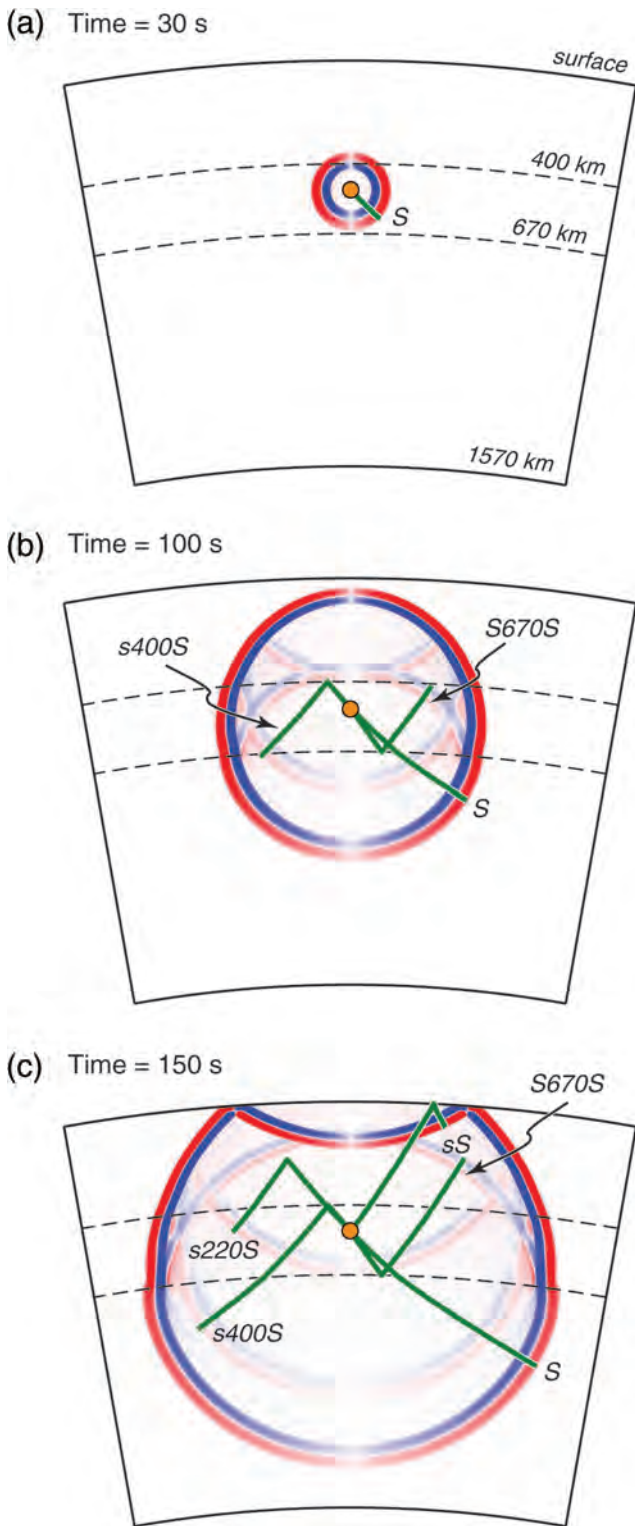 (a) Time = 30 s
surface
400 km
S
670 km
1570 km
(b) Time = 100 s
s400S
S670S
S
(c) Time = 150 s
S670S
sS
s220S
s400S
S